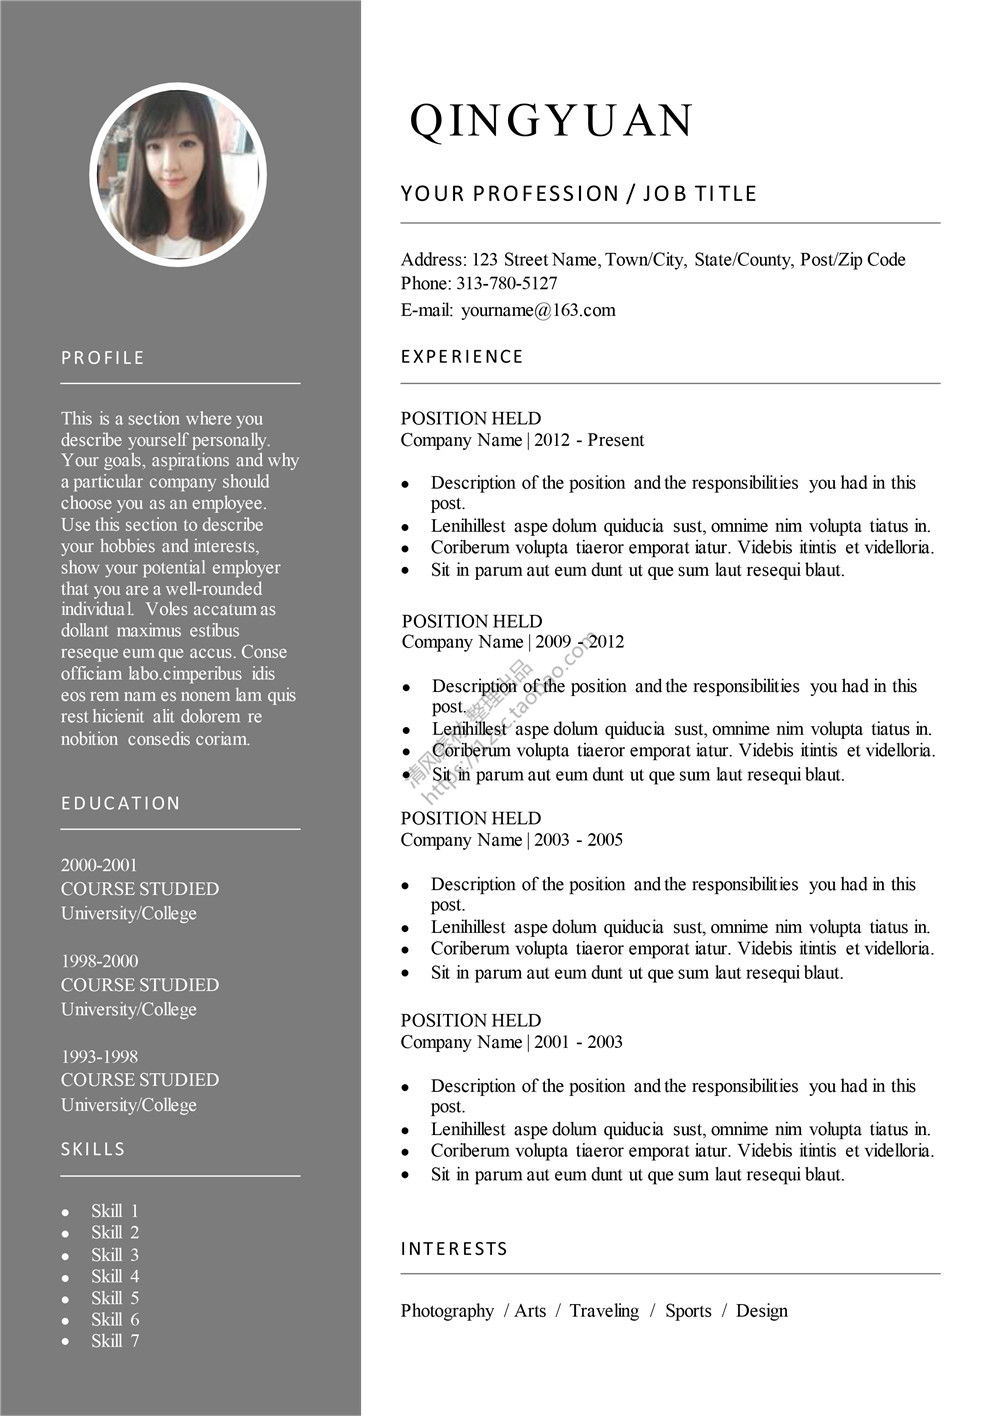 QINGYUAN
YOUR PROFESSION / JOB TITLE
Address: 123 Street Name, Town/City, State/County, Post/Zip Code
Phone: 313-780-5127
E-mail: yourname@163.com
PROFILE
This is a section where you
describe yourself personally.
Your goals, aspirations and why
a particular company should
choose you as an employee.
Use this section to describe
your hobbies and interests,
show your potential employer
that you are a well-rounded
individual. Voles accatum as
dollant maximus estibus
reseque eum que accus. Conse
officiam labo.cimperibus idis
eos rem nam es nonem lam quis
rest hicienit alit dolorem re
nobition consedis coriam.
EDUCATION
2000-2001
COURSE STUDIED
University/College
1998-2000
COURSE STUDIED
University/College
1993-1998
COURSE STUDIED
University/College
SKILLS
• Skill 1
• Skill 2
• Skill 3
• Skill 4
• Skill 5
• Skill 6
• Skill 7
EXPERIENCE
POSITION HELD
Company Name | 2012 - Present
• Description of the position and the responsibilities you had in this
post.
• Lenihillest aspe dolum quiducia sust, omnime nim volupta tiatus in.
• Coriberum volupta tiaeror emporat iatur. Videbis itintis et videlloria.
• Sit in parum aut eum dunt ut que sum laut resequi blaut.
POSITION HELD
Company Name | 2009 - 2012
• Description of the position and the responsibilities you had in this
post.
• Lenihillest aspe dolum quiducia sust, omnime nim volupta tiatus in.
• Coriberum volupta tiaeror emporat iatur. Videbis itintis et videlloria.
• Sit in parum aut eum dunt ut que sum laut resequi blaut.
POSITION HELD
Company Name | 2003 - 2005
• Description of the position and the responsibilities you had in this
post.
• Lenihillest aspe dolum quiducia sust, omnime nim volupta tiatus in.
• Coriberum volupta tiaeror emporat iatur. Videbis itintis et videlloria.
• Sit in parum aut eum dunt ut que sum laut resequi blaut.
POSITION HELD
Company Name | 2001 - 2003
• Description of the position and the responsibilities you had in this
post.
• Lenihillest aspe dolum quiducia sust, omnime nim volupta tiatus in.
• Coriberum volupta tiaeror emporat iatur. Videbis itintis et videlloria.
• Sit in parum aut eum dunt ut que sum laut resequi blaut.
INTERESTS
Photography / Arts / Traveling / Sports / Design